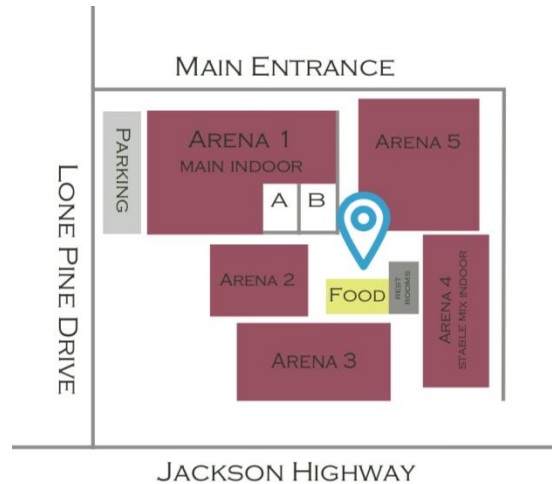 MAIN ENTRANCE
PARKING
ARENA 1
MAIN INDOOR
A
B
ARENA 5
LONE PINE DRIVE
ARENA 2
FOOD
REST
ROOMS
ARENA 4
STABLE MIX INDOOR
ARENA 3
JACKSON HIGHWAY